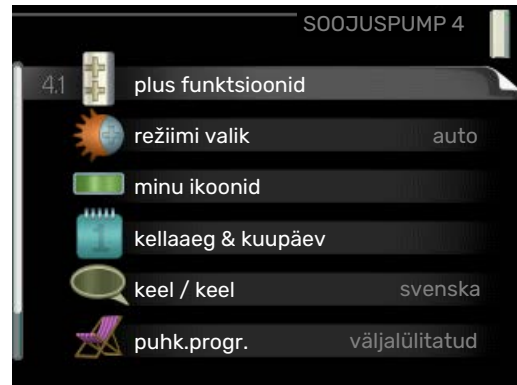 SOOJUSPUMP 4
4.1 plus funktsioonid
režiimi valik auto
minu ikoonid
kellaaeg & kuupäev
keel / keel svenska
puhk.progr. väljalülitatud